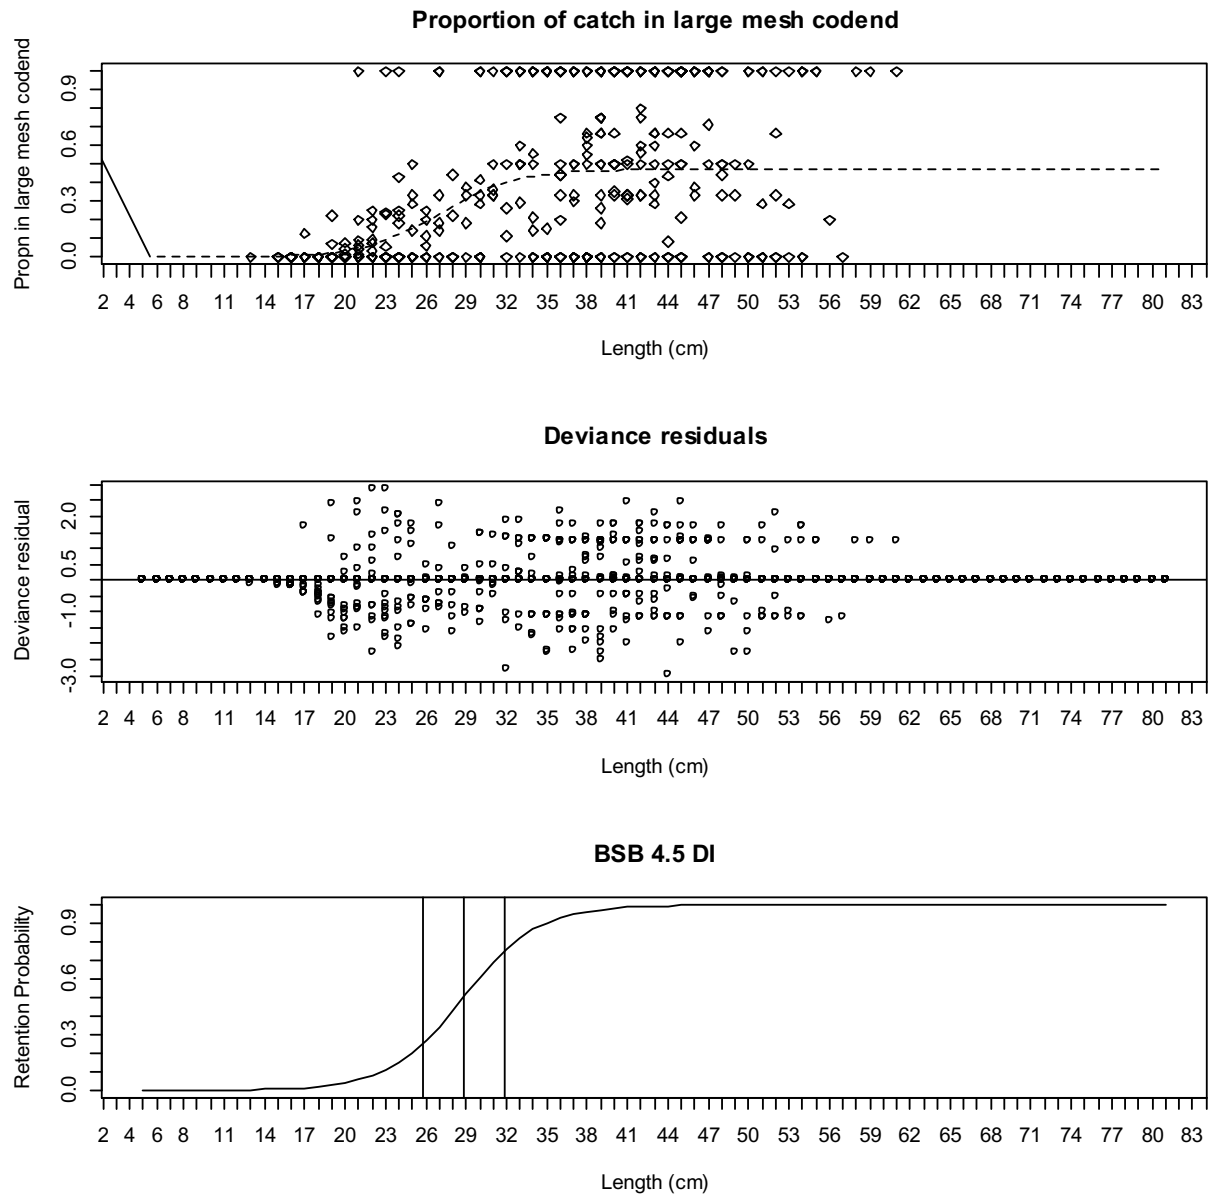 Proportion of catch in large mesh codend
Propn in large mesh codend
0.9
0.6
0.3
0.0
2 4 6 8 11 14 17 20 23 26 29 32 35 38 41 44 47 50 53 56 59 62 65 68 71 74 77 80 83
Length (cm)
Deviance residuals
Deviance residual
2.0
0.5
-1.0
-3.0
2 4 6 8 11 14 17 20 23 26 29 32 35 38 41 44 47 50 53 56 59 62 65 68 71 74 77 80 83
Length (cm)
BSB 4.5 DI
Retention Probability
0.9
0.6
0.3
0.0
2 4 6 8 11 14 17 20 23 26 29 32 35 38 41 44 47 50 53 56 59 62 65 68 71 74 77 80 83
Length (cm)